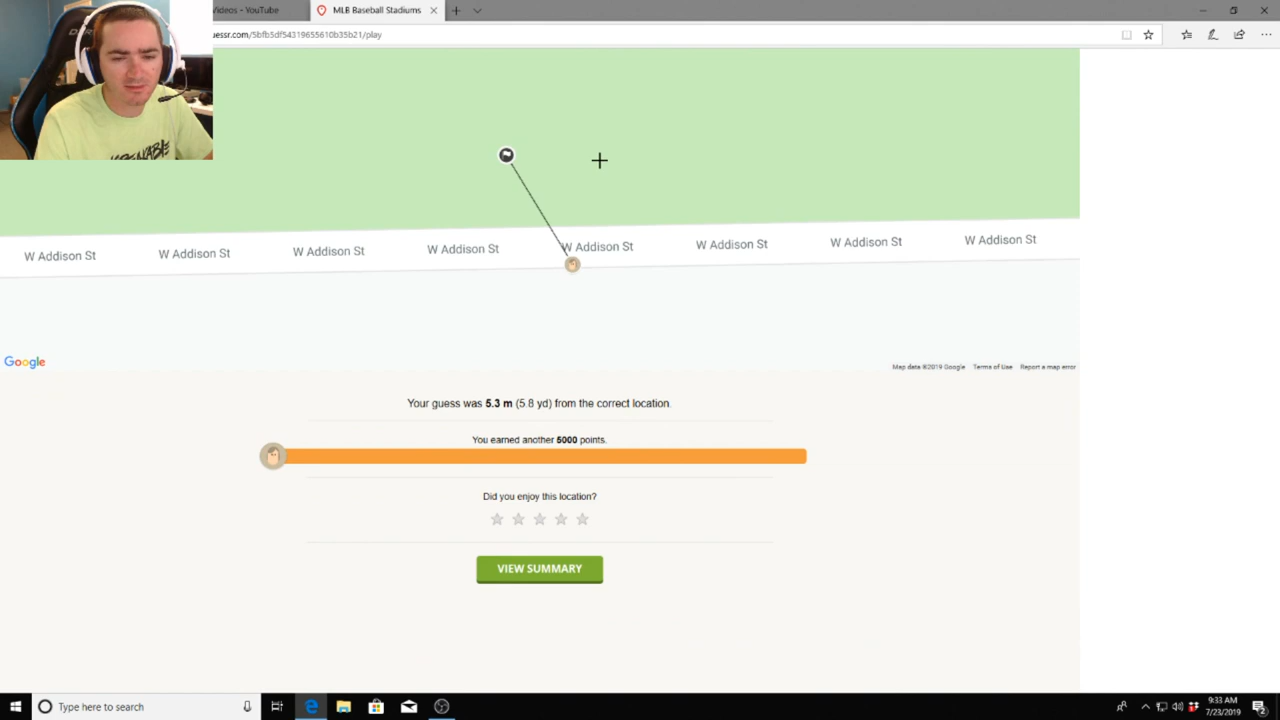 Videos - YouTube
MLB Baseball Stadiums
uessr.com/5bfb5df54319655610b35b21/play
W Addison St
W Addison St
W Addison St
W Addison St
W Addison St
W Addison St
W Addison St
W Addison St
Google
Map data ©2019 Google
Terms of Use
Report a map error
Your guess was 5.3 m (5.8 yd) from the correct location.
You earned another 5000 points.
Did you enjoy this location?
VIEW SUMMARY
Type here to search
9:33 AM
7/23/2019
2